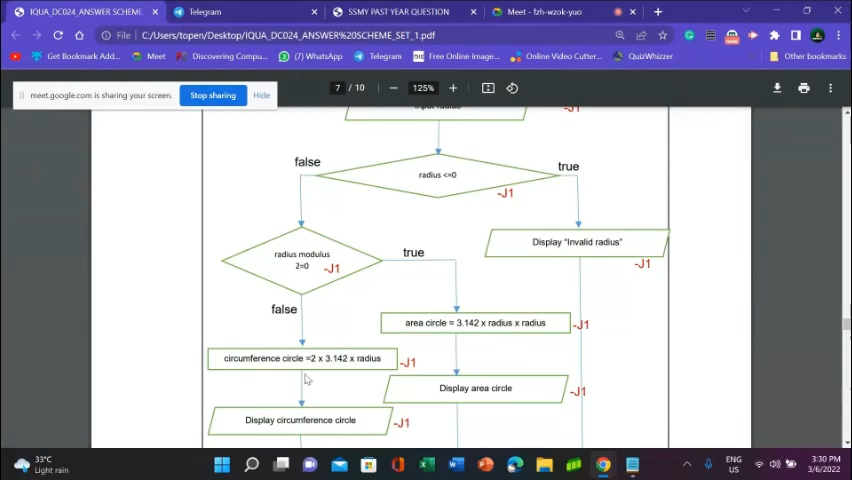 IQUA_DC024_ANSWER SCHEME.
Telegram
SSMY PAST YEAR QUESTION
Meet - fzh-wzok-yuo
File
C:/Users/topen/Desktop/IQUA_DC024_ANSWER%20SCHEME_SET_1.pdf
Get Bookmark Add...
Meet
Discovering Compu...
(7) WhatsApp
Telegram
Free Online Image...
Online Video Cutter...
QuizWhizzer
Other bookmarks
meet.google.com is sharing your screen.
Stop sharing
Hide
7 / 10
125%
Input radius
-J1
false
true
radius <=0
-J1
Display “Invalid radius”
-J1
radius modulus
2=0
-J1
true
false
area circle = 3.142 x radius x radius
-J1
circumference circle =2 x 3.142 x radius
-J1
Display area circle
-J1
Display circumference circle
-J1
33°C
Light rain
ENG
US
3:30 PM
3/6/2022